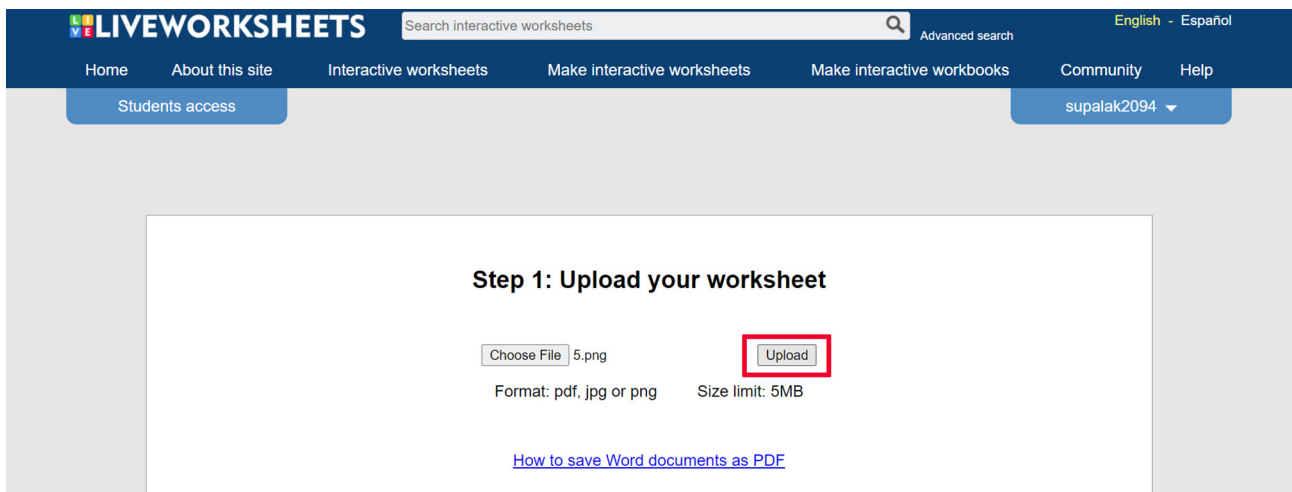 LIVE LIVEWORKSHEETS Search interactive worksheets Advanced search English - Español
Home About this site Interactive worksheets Make interactive worksheets Make interactive workbooks Community Help
Students access supalak2094
Step 1: Upload your worksheet
Choose File 5.png Upload
Format: pdf, jpg or png Size limit: 5MB
How to save Word documents as PDF